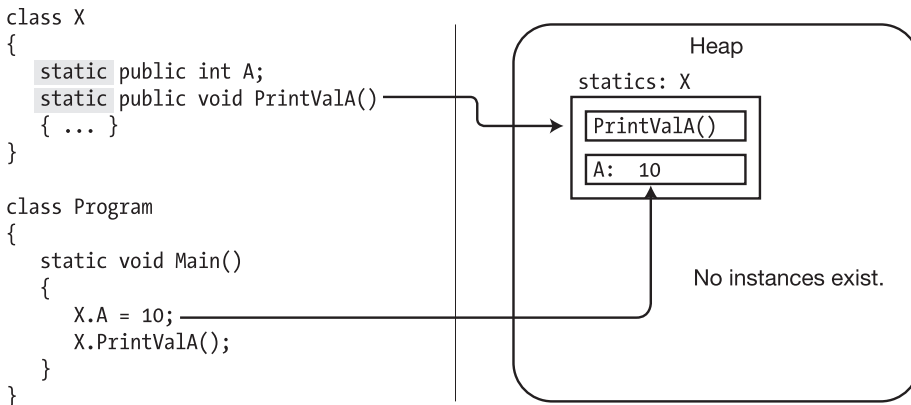 class X
{
static public int A;
static public void PrintValA()
{ ... }
}
class Program
{
static void Main()
{
X.A = 10;
X.PrintValA();
}
}
Heap
statics: X
PrintValA()
A: 10
No instances exist.